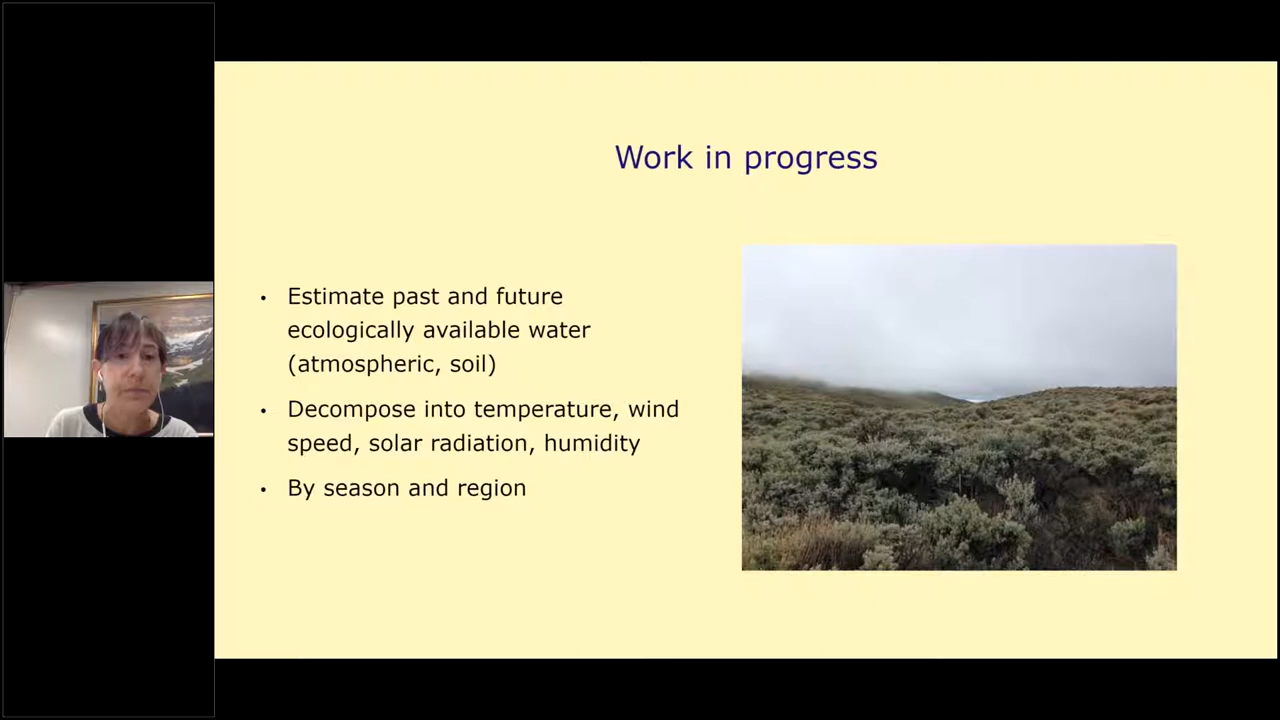 Work in progress
• Estimate past and future
ecologically available water
(atmospheric, soil)
• Decompose into temperature, wind
speed, solar radiation, humidity
• By season and region